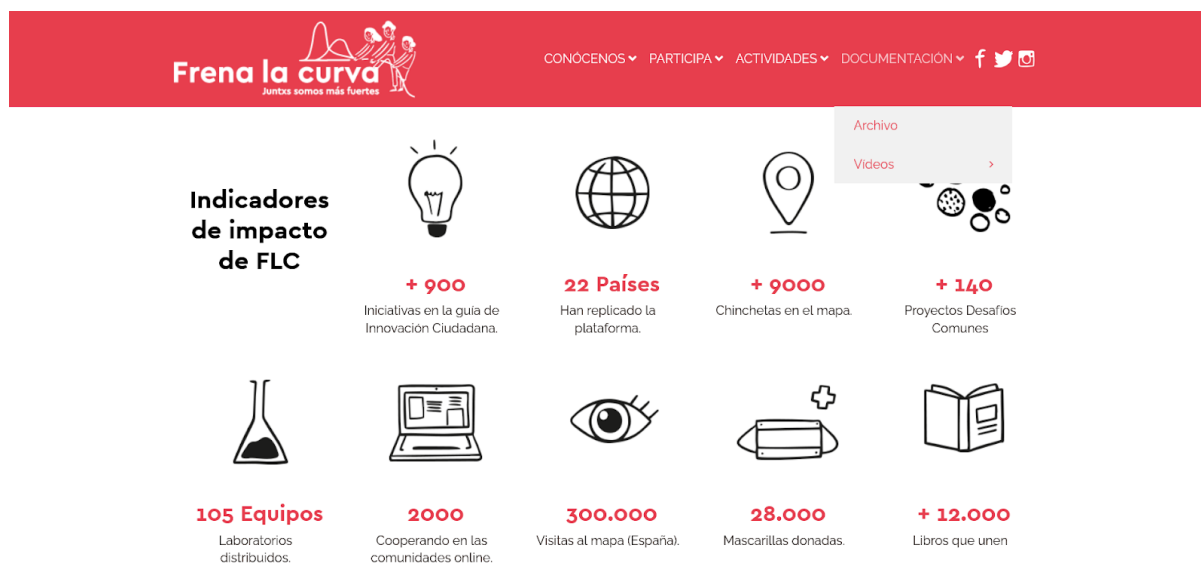 Frena la curva
Juntxs somos más fuertes
CONÓCENOS PARTICIPA ACTIVIDADES DOCUMENTACIÓN
Archivo
Vídeos
Indicadores
de impacto
de FLC
+ 900
Iniciativas en la guía de
Innovación Ciudadana.
22 Países
Han replicado la
plataforma.
+ 9000
Chinchetas en el mapa.
+ 140
Proyectos Desafíos
Comunes
105 Equipos
Laboratorios
distribuidos.
2000
Cooperando en las
comunidades online.
300.000
Visitas al mapa (España).
28.000
Mascarillas donadas.
+ 12.000
Libros que unen